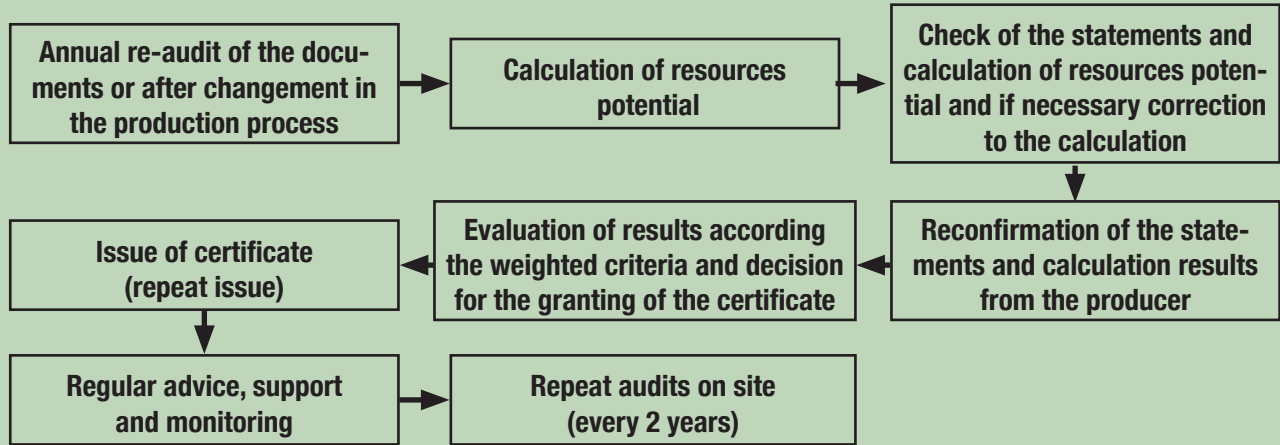 Annual re-audit of the docu-
ments or after changement in
the production process
Calculation of resources
potential
Check of the statements and
calculation of resources poten-
tial and if necessary correction
to the calculation
Reconfirmation of the state-
ments and calculation results
from the producer
Evaluation of results according
the weighted criteria and decision
for the granting of the certificate
Issue of certificate
(repeat issue)
Regular advice, support
and monitoring
Repeat audits on site
(every 2 years)